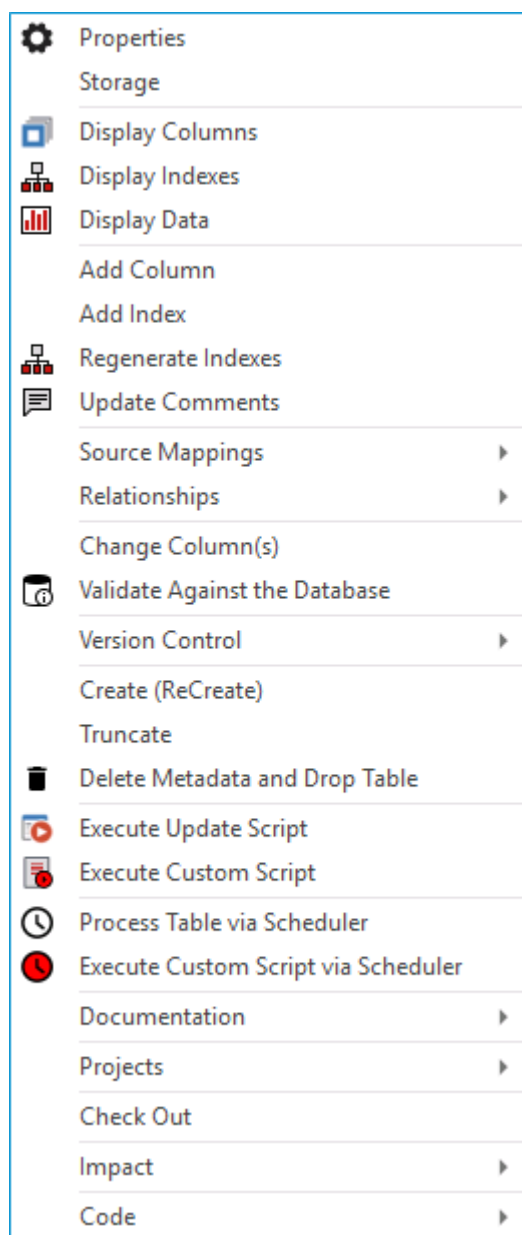 Properties
Storage
Display Columns
Display Indexes
Display Data
Add Column
Add Index
Regenerate Indexes
Update Comments
Source Mappings
Relationships
Change Column(s)
Validate Against the Database
Version Control
Create (ReCreate)
Truncate
Delete Metadata and Drop Table
Execute Update Script
Execute Custom Script
Process Table via Scheduler
Execute Custom Script via Scheduler
Documentation
Projects
Check Out
Impact
Code